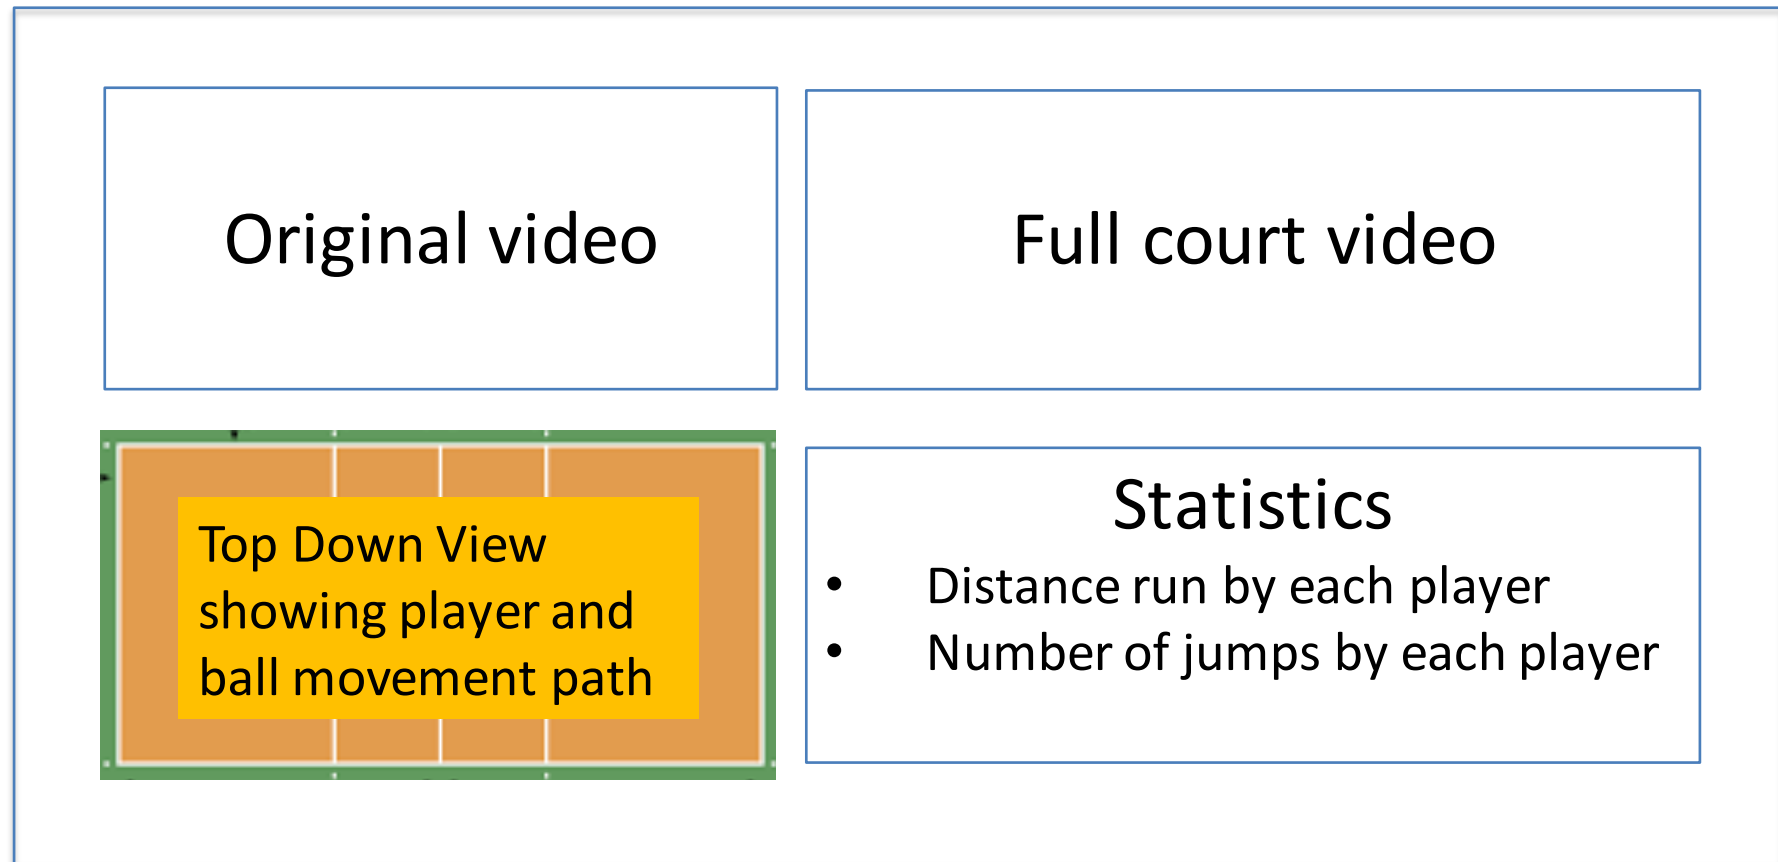 Original video
Full court video
Top Down View
showing player and
ball movement path
Statistics
• Distance run by each player
• Number of jumps by each player